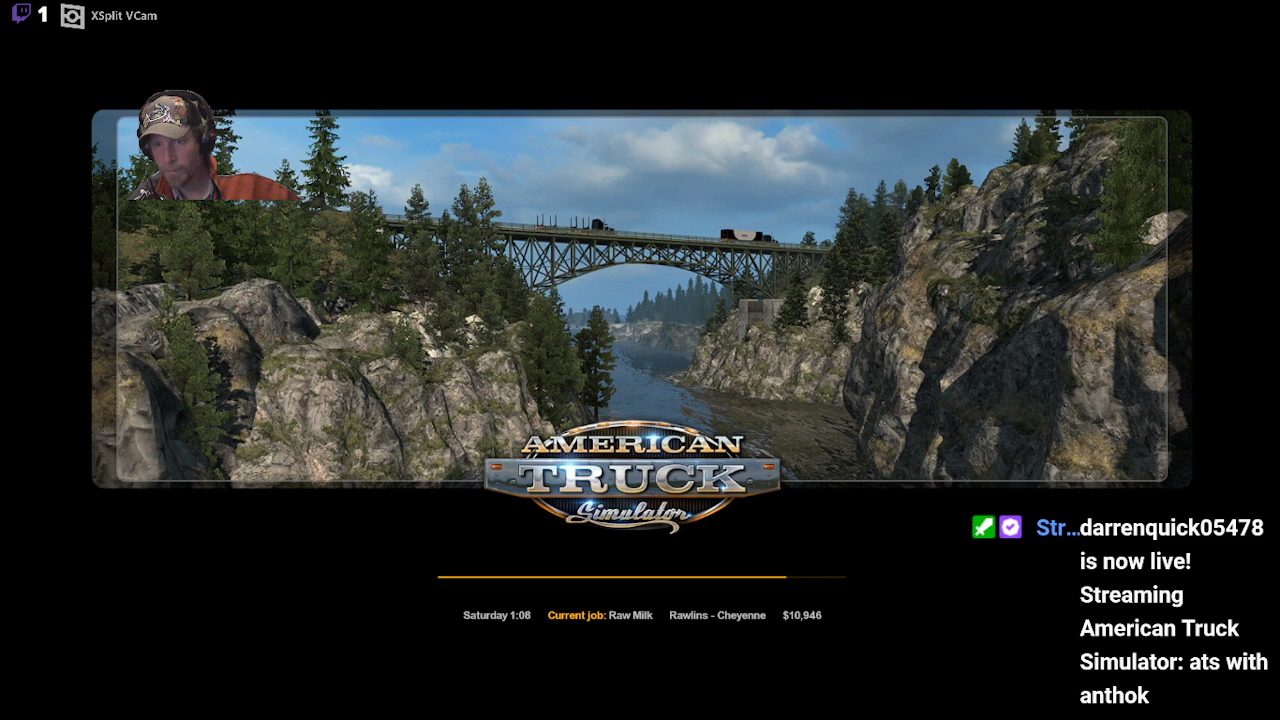 1 XSplit VCam
AMERICAN
TRUCK
Simulator
Str...darrenquick05478
is now live!
Streaming
American Truck
Simulator: ats with
anthok
Saturday 1:08 Current job: Raw Milk Rawlins - Cheyenne $10,946